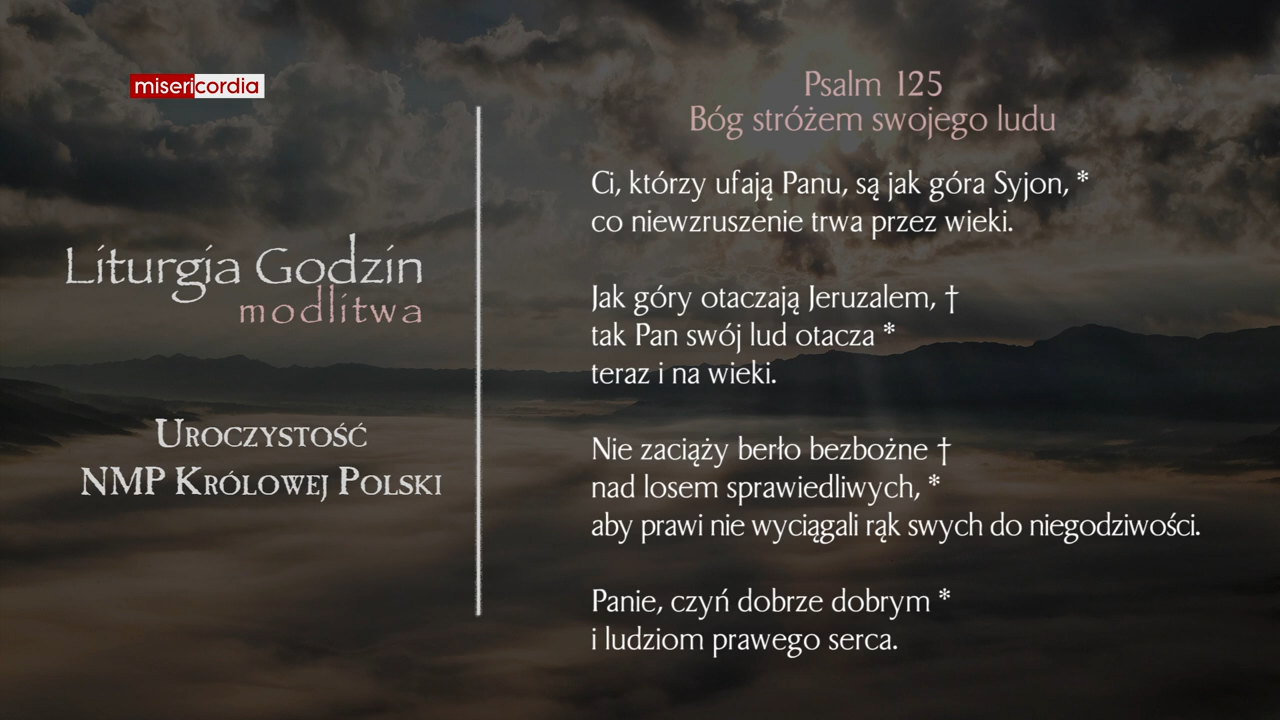 misericordia
Liturgia Godzin
modlitwa
Uroczystość
NMP Królowej Polski
Psalm 125
Bóg stróżem swojego ludu
Ci, którzy ufają Panu, są jak góra Syjon, *
co niewzruszenie trwa przez wieki.
Jak góry otaczają Jeruzalem, †
tak Pan swój lud otacza *
teraz i na wieki.
Nie zaciąży berło bezbożne †
nad losem sprawiedliwych, *
aby prawi nie wyciągali rąk swych do niegodziwości.
Panie, czyń dobrze dobrym *
i ludziom prawego serca.